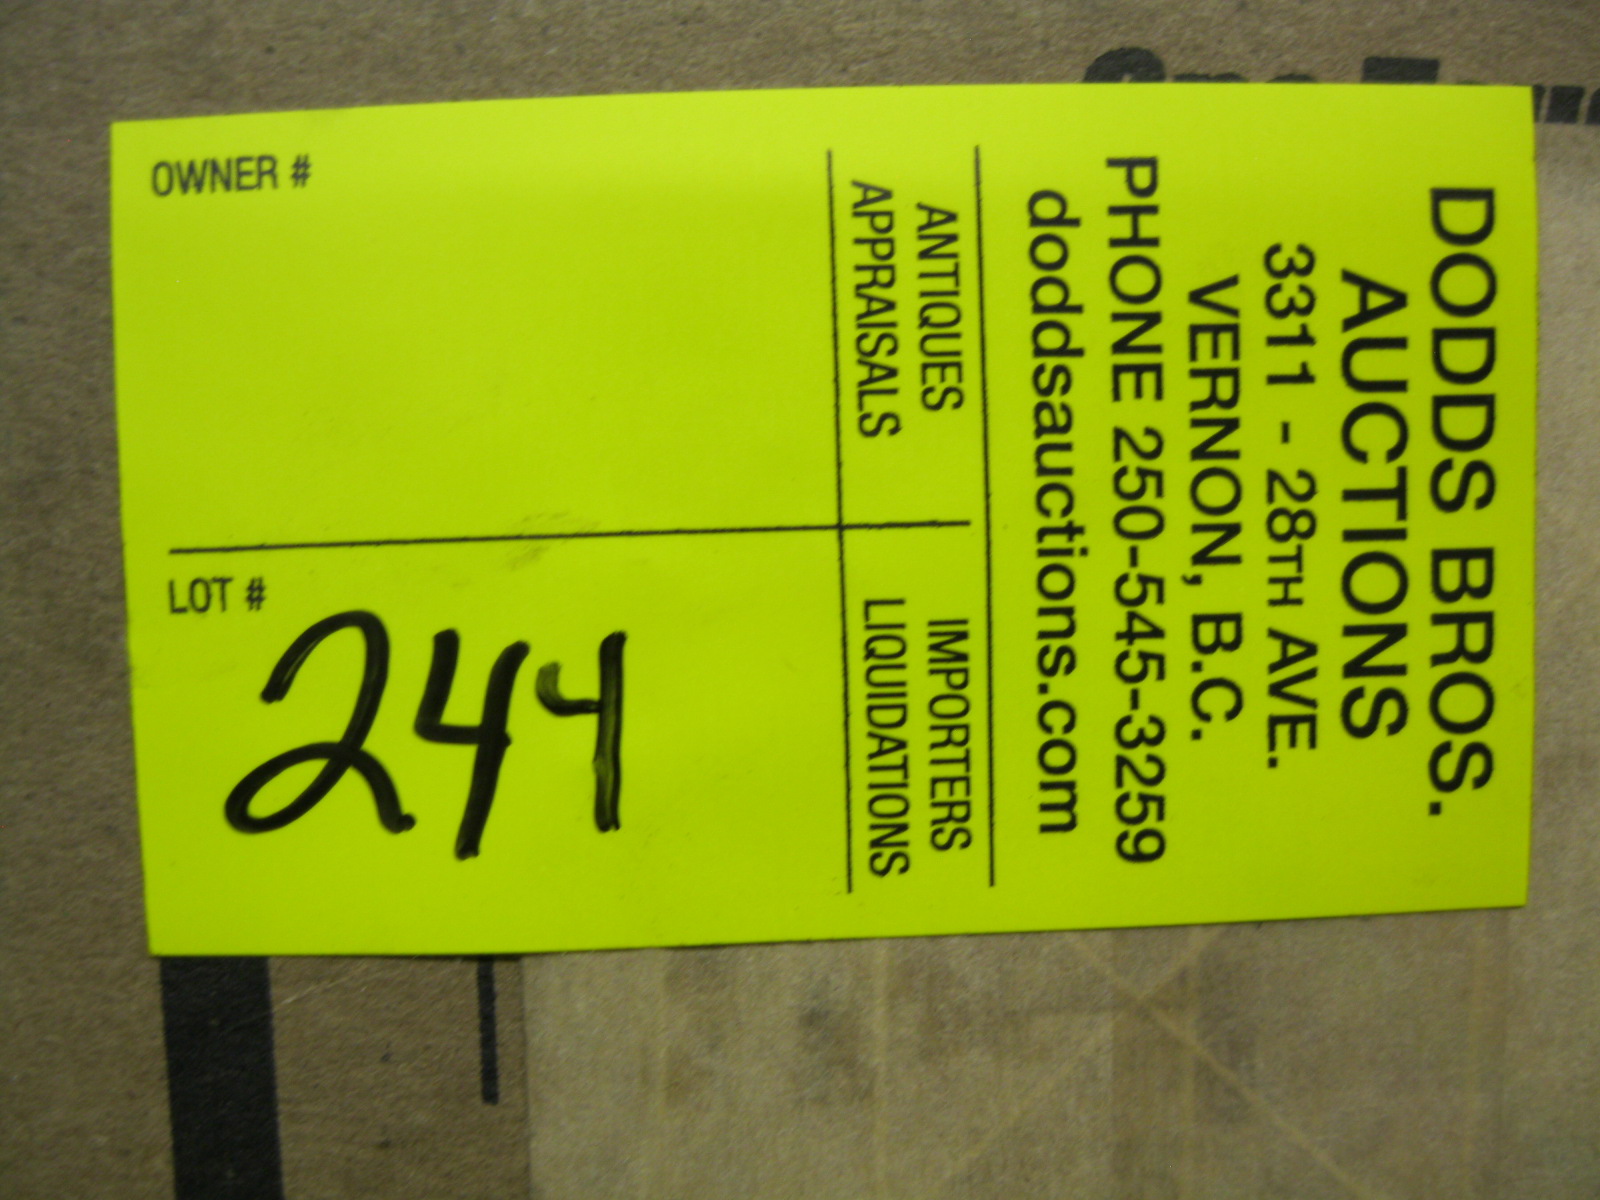 DODDS BROS.
AUCTIONS
3311 - 28TH AVE.
VERNON, B.C.
PHONE 250-545-3259
doddsauctions.com
ANTIQUES
APPRAISALS
IMPORTERS
LIQUIDATIONS
OWNER #
LOT #
244